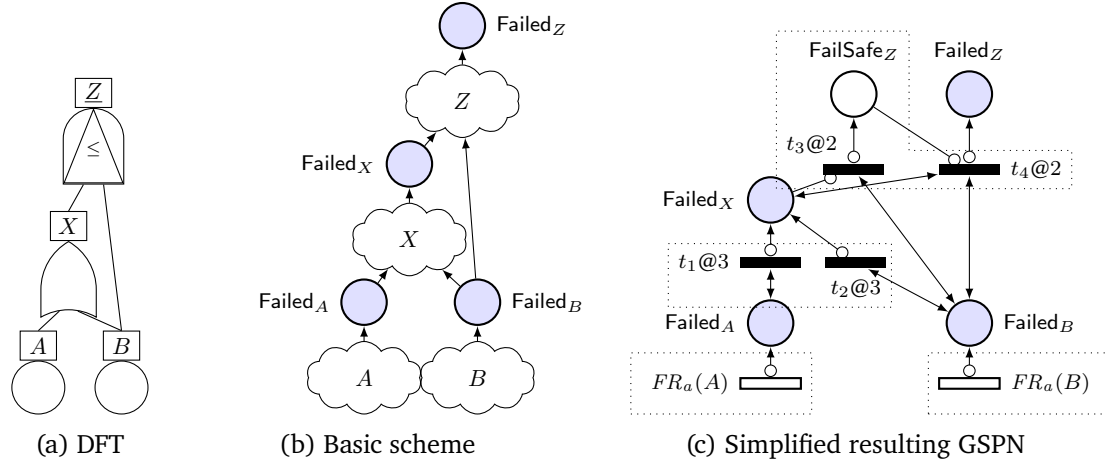 Z
≤
X
A
B
(a) DFT
Failed_Z
Z
Failed_X
X
Failed_A
Failed_B
A
B
(b) Basic scheme
FailSafe_Z
Failed_Z
t_3@2
t_4@2
Failed_X
t_1@3
t_2@3
Failed_A
Failed_B
FR_a(A)
FR_a(B)
(c) Simplified resulting GSPN